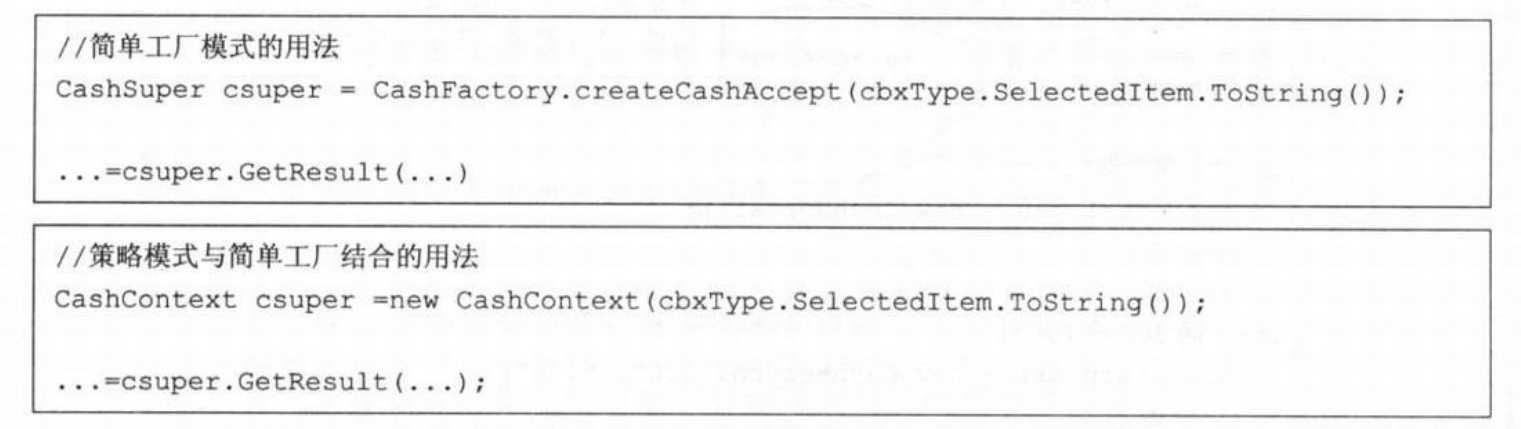 //简单工厂模式的用法
CashSuper csuper = CashFactory.createCashAccept(cbxType.SelectedItem.ToString());
...=csuper.GetResult(...)
//策略模式与简单工厂结合的用法
CashContext csuper =new CashContext(cbxType.SelectedItem.ToString());
...=csuper.GetResult(...);